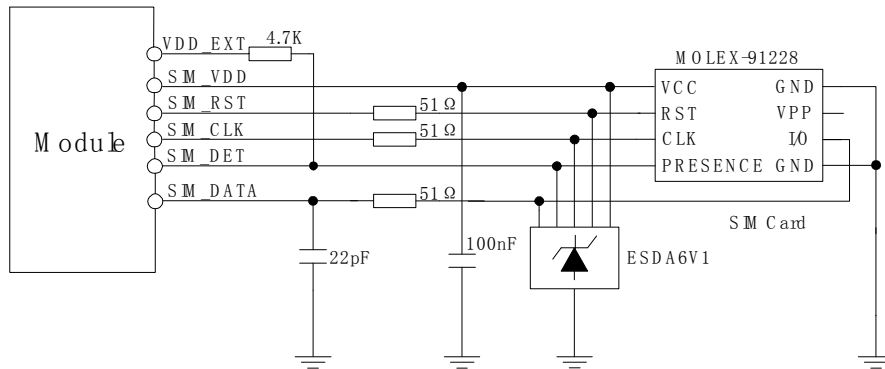 VDD_EXT 4.7K
MOLEX-91228
SIM_VDD VCC GND
SIM_RST 51Ω RST VPP
SIM_CLK 51Ω CLK I/O
Module
SIM_DET PRESENCE GND
SIM_DATA 51Ω
SIM Card
100nF
22pF ESDA6V1